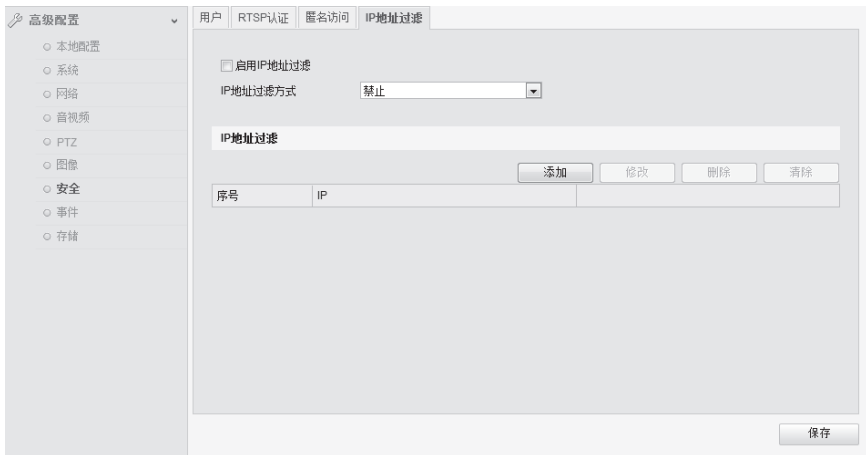 高级配置
本地配置
系统
网络
音视频
PTZ
图像
安全
事件
存储
用户 RTSP认证 匿名访问 IP地址过滤
启用IP地址过滤
IP地址过滤方式 禁止
IP地址过滤
添加 修改 删除 清除
序号 IP
保存